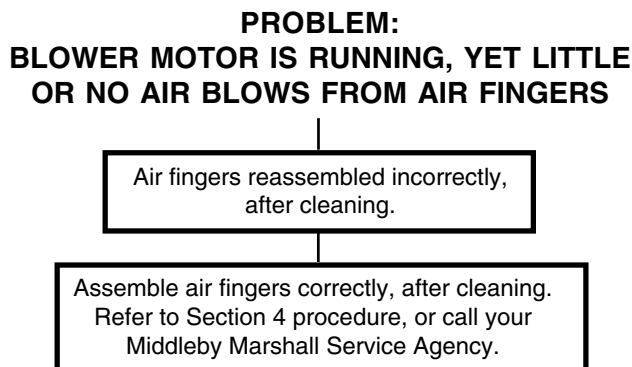 PROBLEM:
BLOWER MOTOR IS RUNNING, YET LITTLE
OR NO AIR BLOWS FROM AIR FINGERS
Air fingers reassembled incorrectly,
after cleaning.
Assemble air fingers correctly, after cleaning.
Refer to Section 4 procedure, or call your
Middleby Marshall Service Agency.